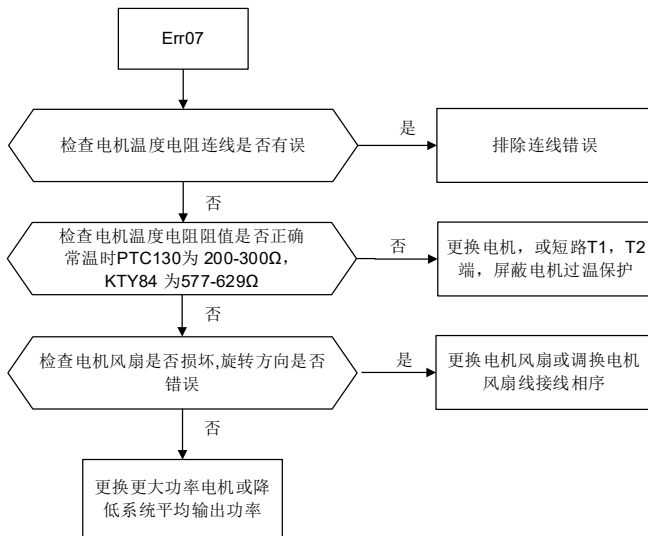 Err07
检查电机温度电阻连线是否有误
是
排除连线错误
否
检查电机温度电阻阻值是否正确
常温时PTC130为 200-300Ω，
KTY84 为577-629Ω
否
更换电机，或短路T1，T2
端，屏蔽电机过温保护
否
检查电机风扇是否损坏,旋转方向是否
错误
是
更换电机风扇或调换电机
风扇线接线相序
否
更换更大功率电机或降
低系统平均输出功率